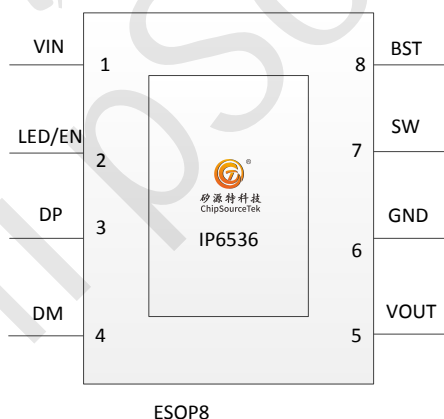 VIN
1
8
BST
LED/EN
2
7
SW
DP
3
6
GND
DM
4
5
VOUT
®
矽源特科技
ChipSourceTek
IP6536
ESOP8